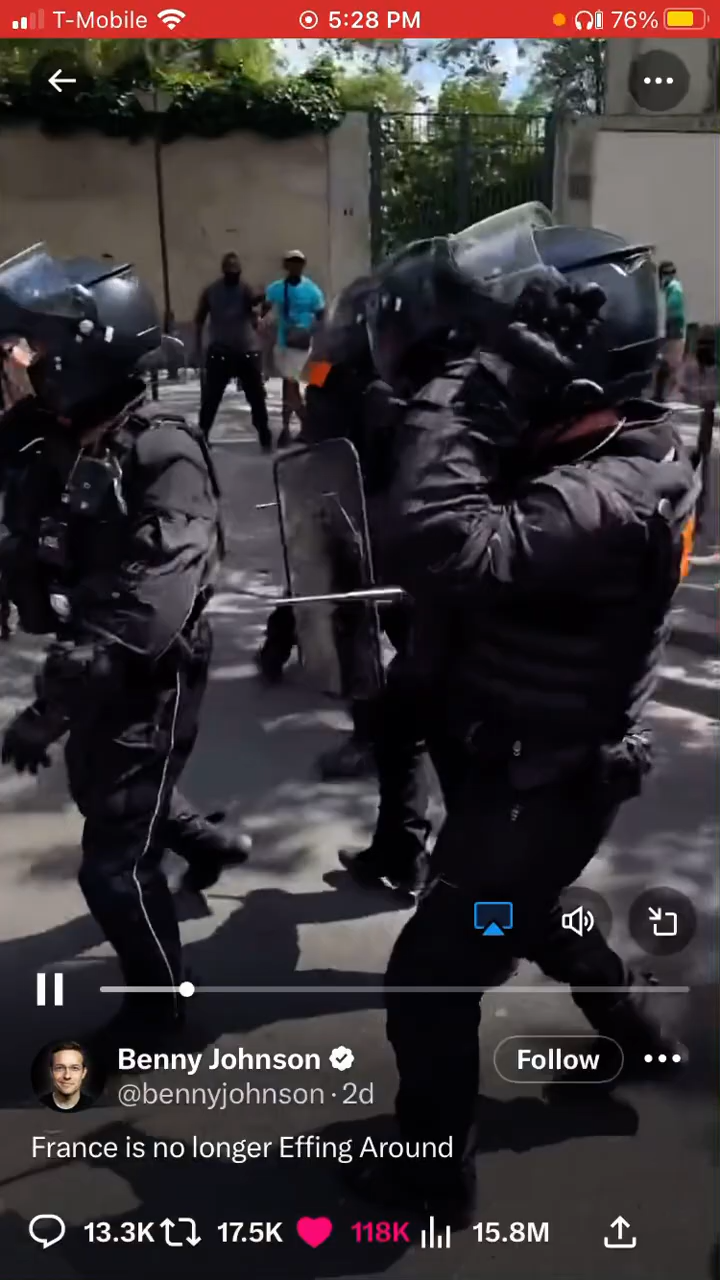 T-Mobile 5:28 PM 76%
Benny Johnson
@bennyjohnson · 2d
Follow
France is no longer Effing Around
13.3K 17.5K 118K 15.8M